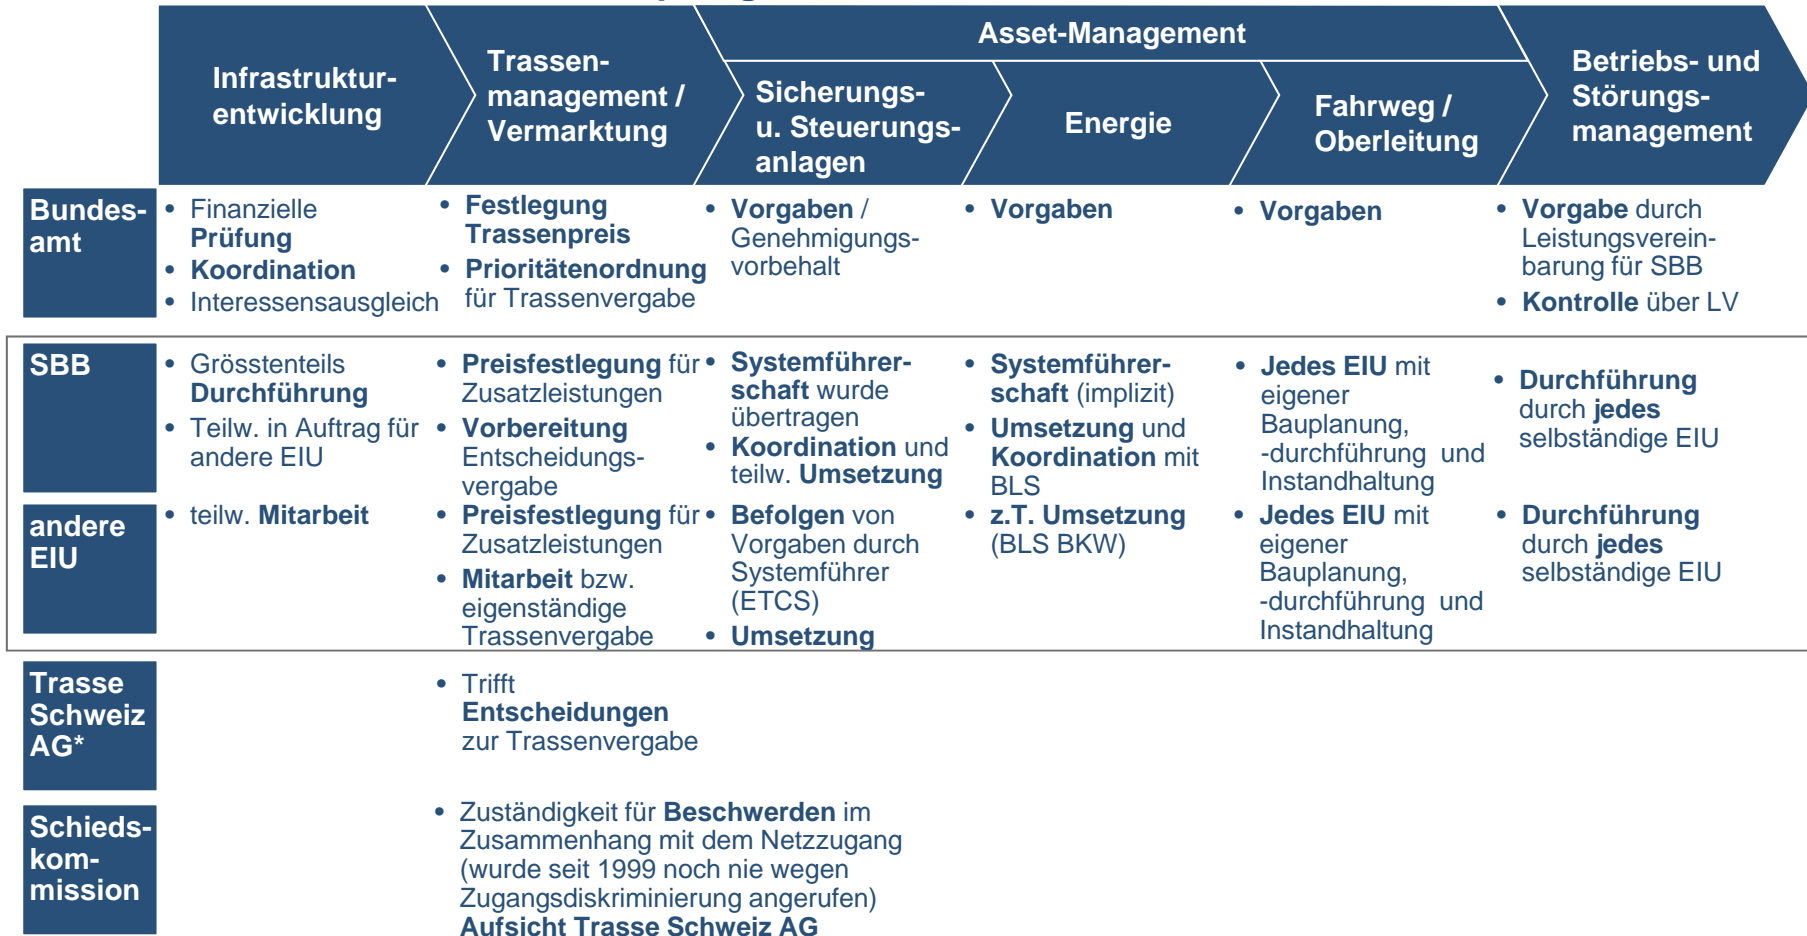 Asset-Management
Infrastruktur-
entwicklung
Trassen-
management /
Vermarktung
Sicherungs-
u. Steuerungs-
anlagen
Energie
Fahrweg /
Oberleitung
Betriebs- und
Störungs-
management
Bundes-
amt
• Finanzielle
Prüfung
• Koordination
• Interessensausgleich
• Festlegung
Trassenpreis
• Prioritätenordnung
für Trassenvergabe
• Vorgaben /
Genehmigungs-
vorbehalt
• Vorgaben
• Vorgaben
• Vorgabe durch
Leistungsverein-
barung für SBB
• Kontrolle über LV
SBB
• Grösstenteils
Durchführung
• Teilw. in Auftrag für
andere EIU
• Preisfestlegung für
Zusatzleistungen
• Vorbereitung
Entscheidungs-
vergabe
• Systemführer-
schaft wurde
übertragen
• Koordination und
teilw. Umsetzung
• Systemführer-
schaft (implizit)
• Umsetzung und
Koordination mit
BLS
• Jedes EIU mit
eigener
Bauplanung,
-durchführung und
Instandhaltung
• Durchführung
durch jedes
selbständige EIU
andere
EIU
• teilw. Mitarbeit
• Preisfestlegung für
Zusatzleistungen
• Mitarbeit bzw.
eigenständige
Trassenvergabe
• Befolgen von
Vorgaben durch
Systemführer
(ETCS)
• Umsetzung
• z.T. Umsetzung
(BLS BKW)
• Jedes EIU mit
eigener
Bauplanung,
-durchführung und
Instandhaltung
• Durchführung
durch jedes
selbständige EIU
Trasse
Schweiz
AG*
• Trifft
Entscheidungen
zur Trassenvergabe
Schieds-
kom-
mission
• Zuständigkeit für Beschwerden im
Zusammenhang mit dem Netzzugang
(wurde seit 1999 noch nie wegen
Zugangsdiskriminierung angerufen)
Aufsicht Trasse Schweiz AG